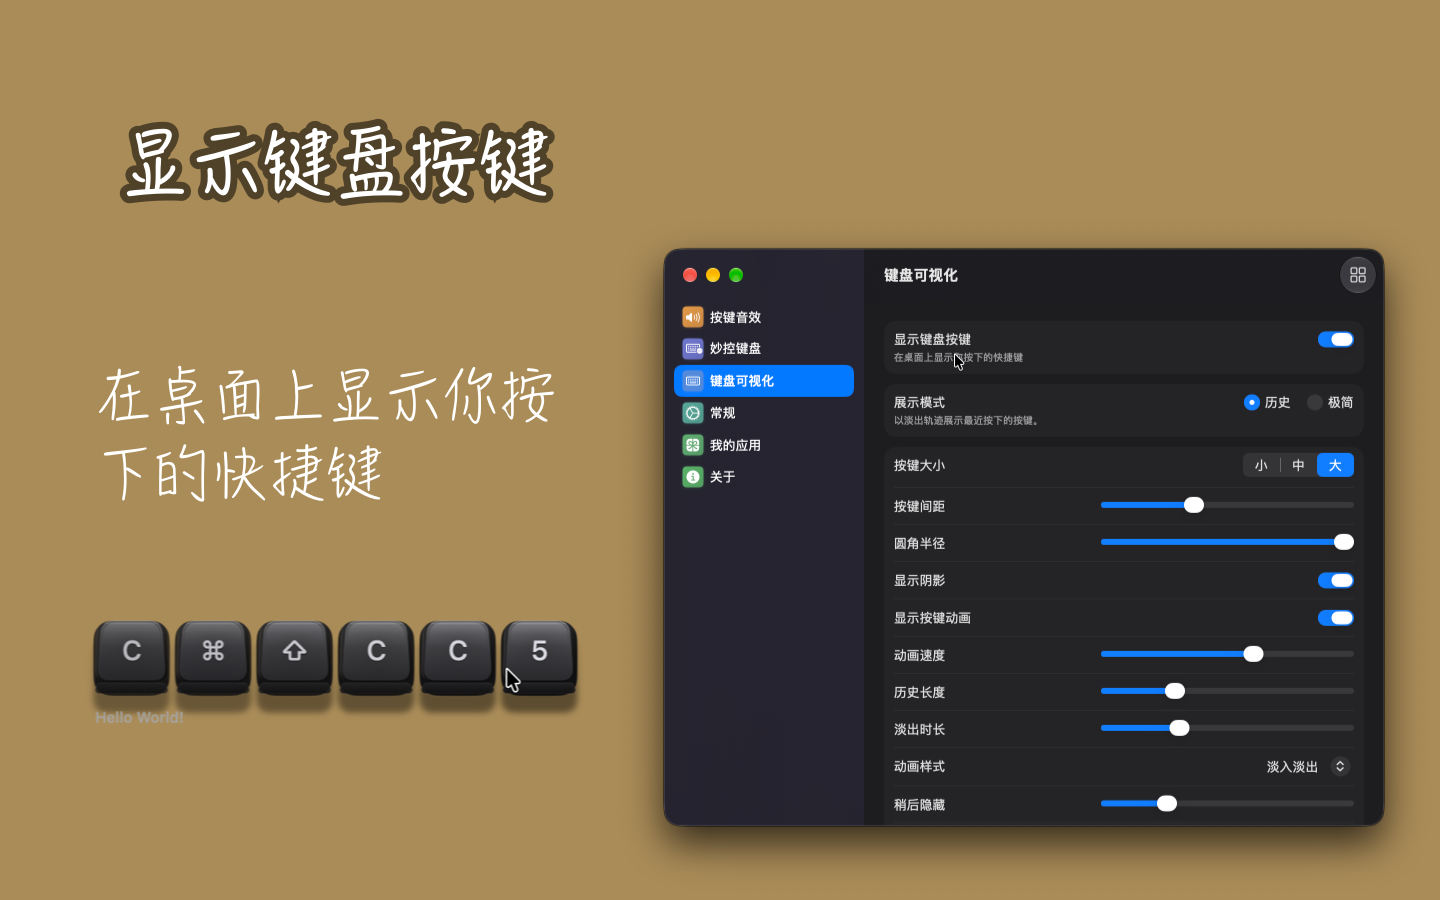 显示键盘按键
在桌面上显示你按
下的快捷键
C ⌘ ⇧ C C 5
Hello World!
按键音效
妙控键盘
键盘可视化
常规
我的应用
关于
键盘可视化
显示键盘按键
在桌面上显示你按下的快捷键
展示模式
历史 极简
以淡出轨迹展示最近按下的按键。
按键大小
小 中 大
按键间距
圆角半径
显示阴影
显示按键动画
动画速度
历史长度
淡出时长
动画样式
淡入淡出
稍后隐藏